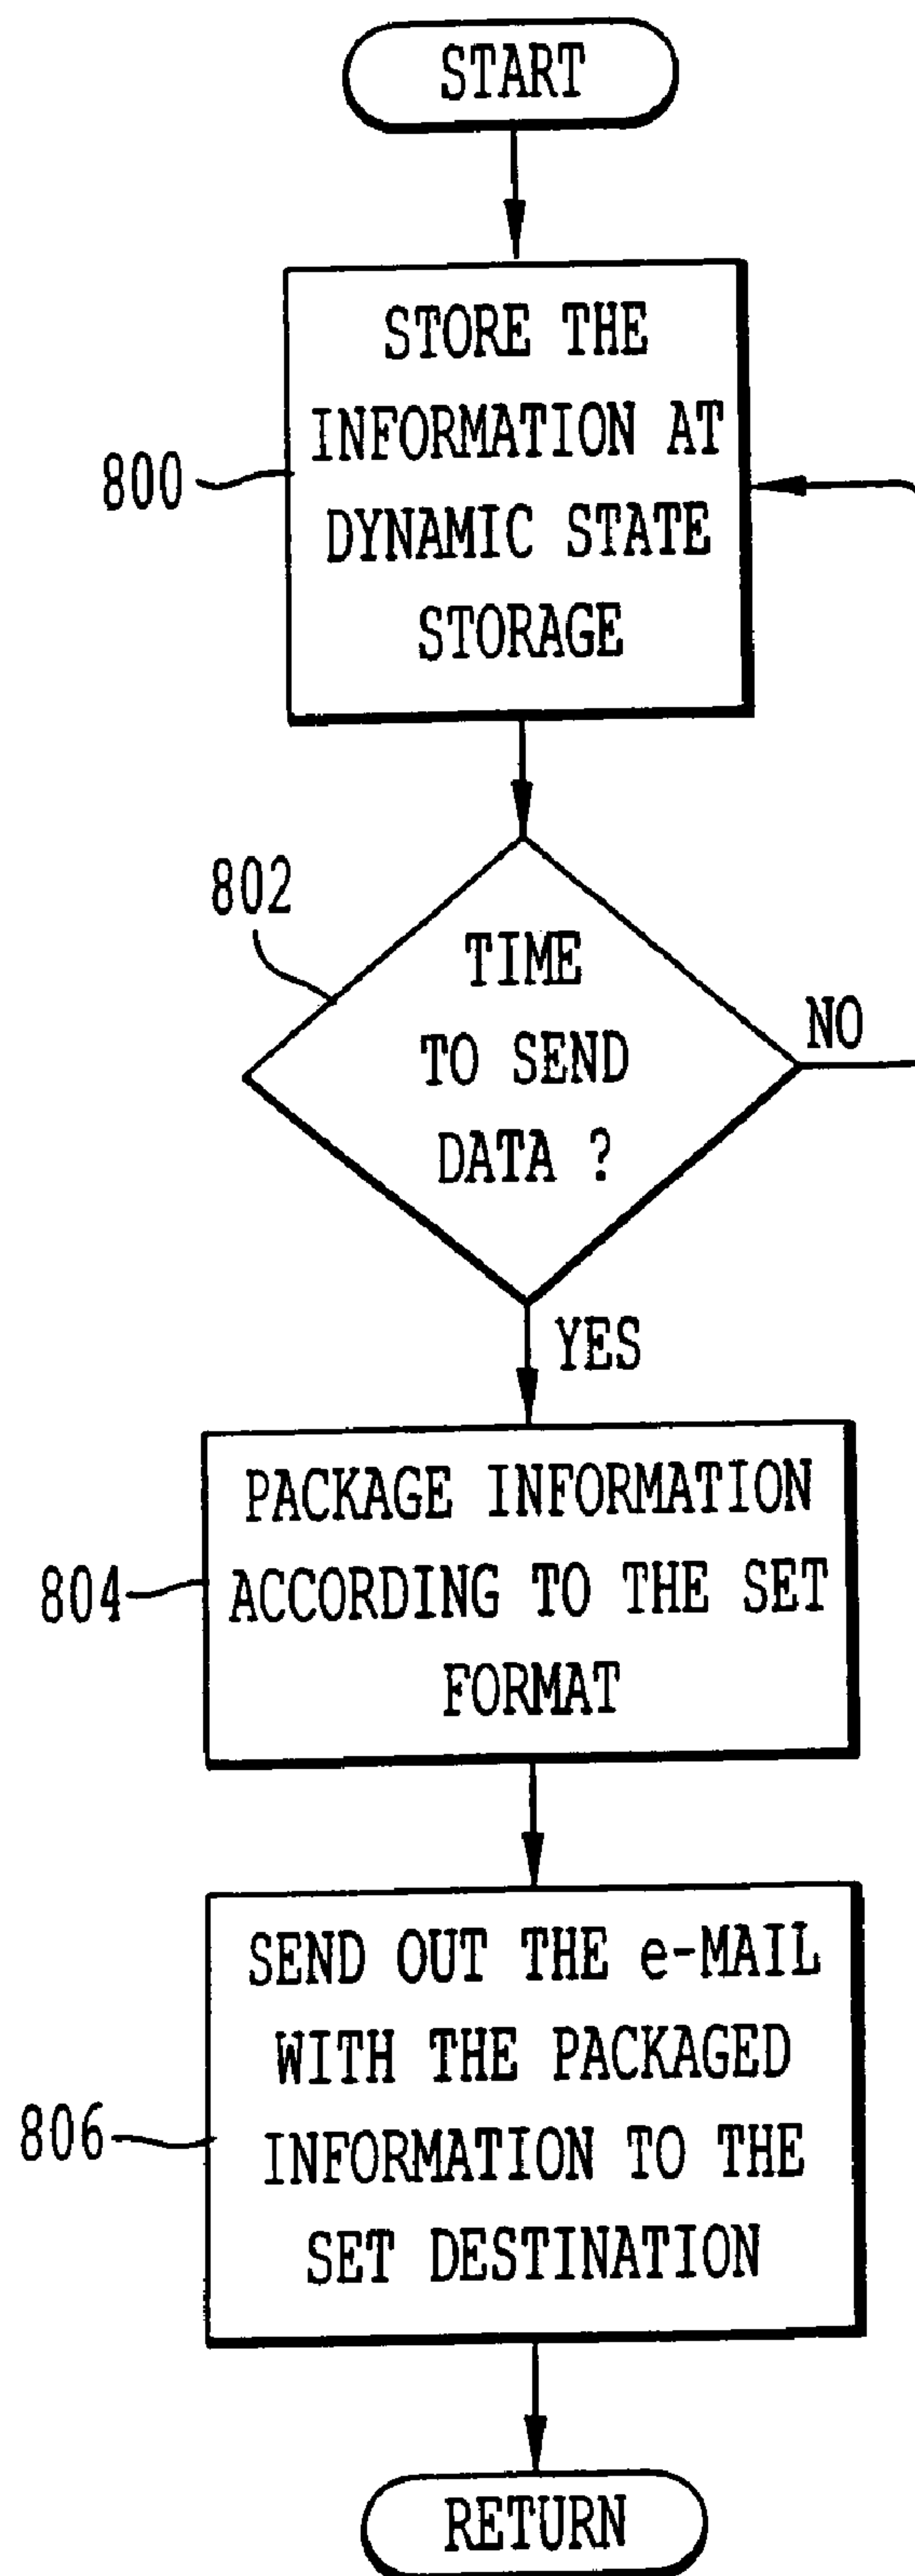 START
STORE THE
INFORMATION AT
DYNAMIC STATE
STORAGE
800
802
TIME
TO SEND
DATA ?
NO
YES
PACKAGE INFORMATION
ACCORDING TO THE SET
FORMAT
804
SEND OUT THE e-MAIL
WITH THE PACKAGED
INFORMATION TO THE
SET DESTINATION
806
RETURN